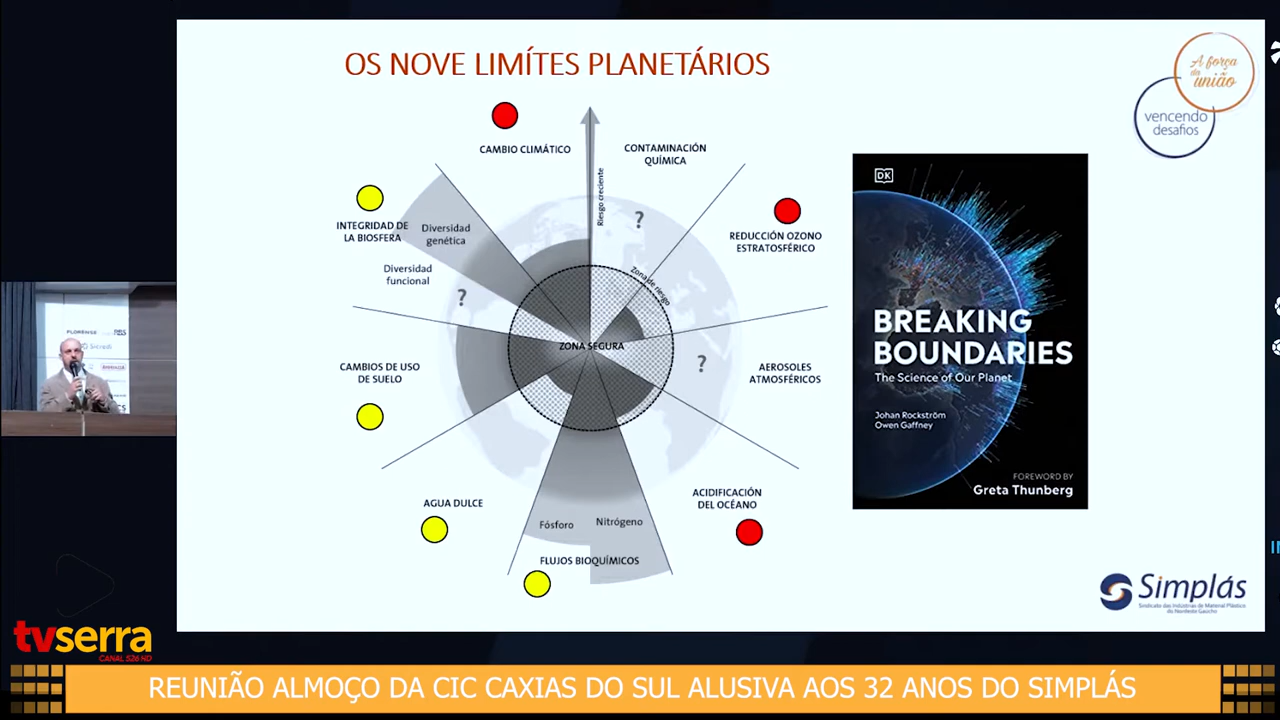 OS NOVE LIMÍTES PLANETÁRIOS
A força
da
união
vencendo
desafios
CAMBIO CLIMÁTICO
CONTAMINACIÓN
QUÍMICA
Riesgo creciente
?
INTEGRIDAD DE
LA BIOSFERA
Diversidad
genética
Diversidad
funcional
?
REDUCCIÓN OZONO
ESTRATOSFÉRICO
Zona de riesgo
ZONA SEGURA
CAMBIOS DE USO
DE SUELO
?
AEROSOLES
ATMOSFÉRICOS
AGUA DULCE
ACIDIFICACIÓN
DEL OCÉANO
Fósforo
Nitrógeno
FLUJOS BIOQUÍMICOS
DK
BREAKING
BOUNDARIES
The Science of Our Planet
Johan Rockström
Owen Gaffney
FOREWORD BY
Greta Thunberg
Simplás
Sindicato das Indústrias de Material Plástico
do Nordeste Gaúcho
FLORENSE
RBS
Sicredi
tvserra
CANAL 526 HD
REUNIÃO ALMOÇO DA CIC CAXIAS DO SUL ALUSIVA AOS 32 ANOS DO SIMPLÁS